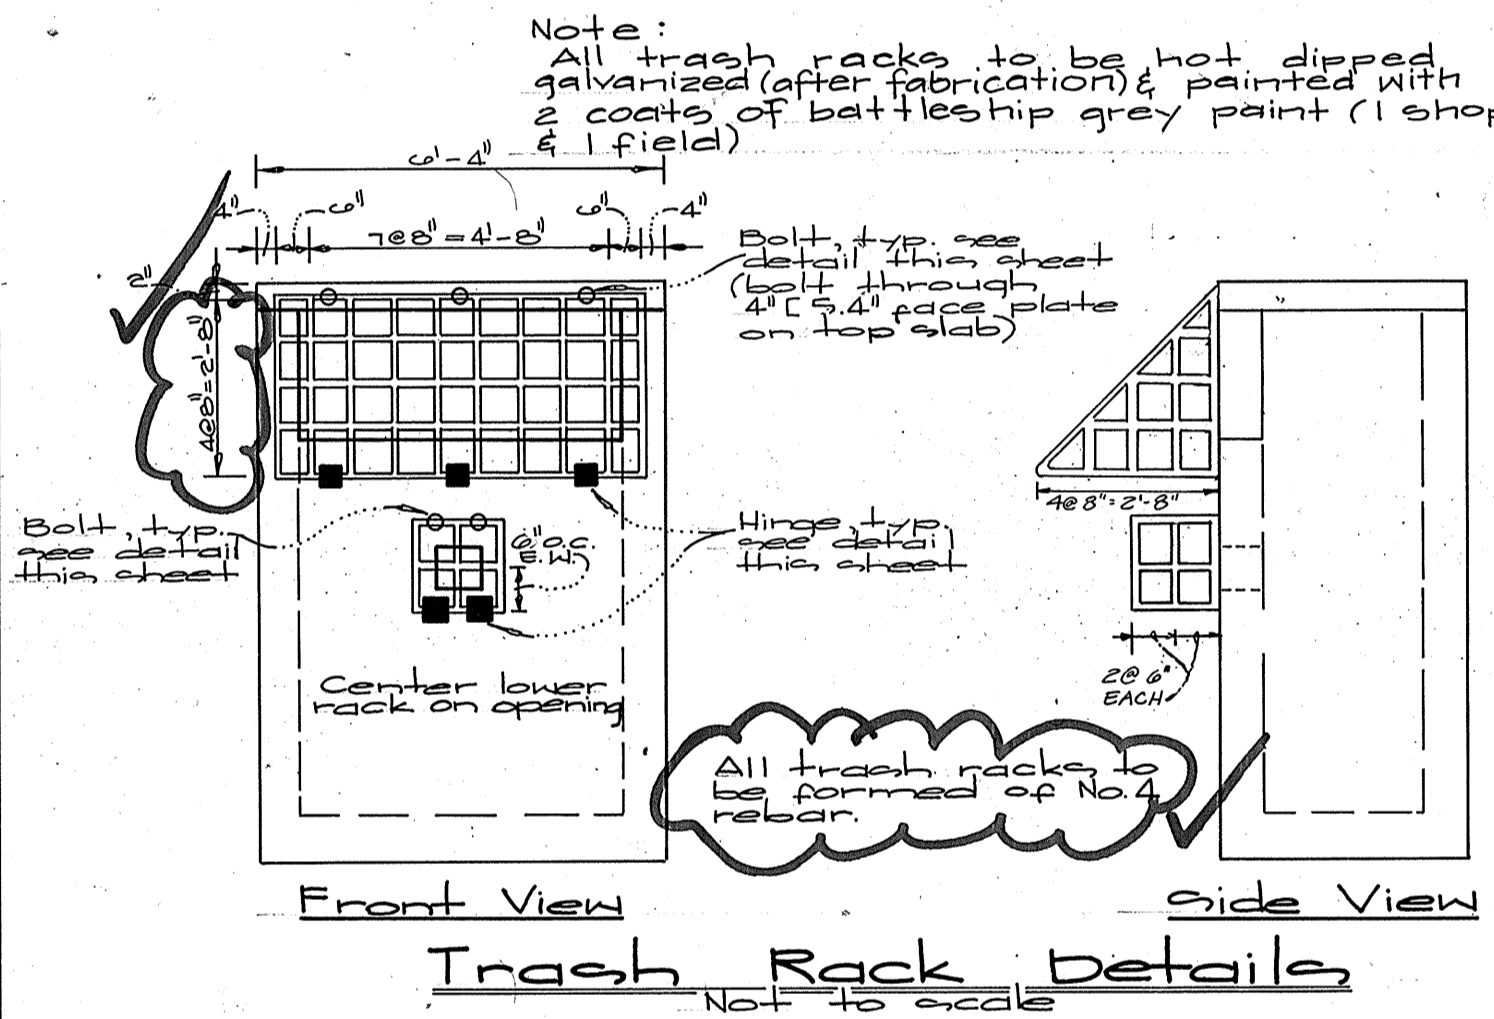 Note:
All trash racks to be hot dipped
galvanized (after fabrication) & painted with
2 coats of battleship grey paint (1 shop
& 1 field)
6'-4"
4"
6"
7@8"=4'-8"
6"
4"
2"
4@8"=2'-8"
Bolt, typ. see
detail this sheet
(bolt through
4"[5.4" face plate
on top slab)
4@8"=2'-8"
Bolt, typ.
see detail
this sheet
6"O.C.
E.W.
Hinge, typ.
see detail
this sheet
2@6"
EACH
Center lower
rack on opening
All trash racks to
be formed of No.4
rebar.
Front View
Side View
Trash Rack Details
Not to scale